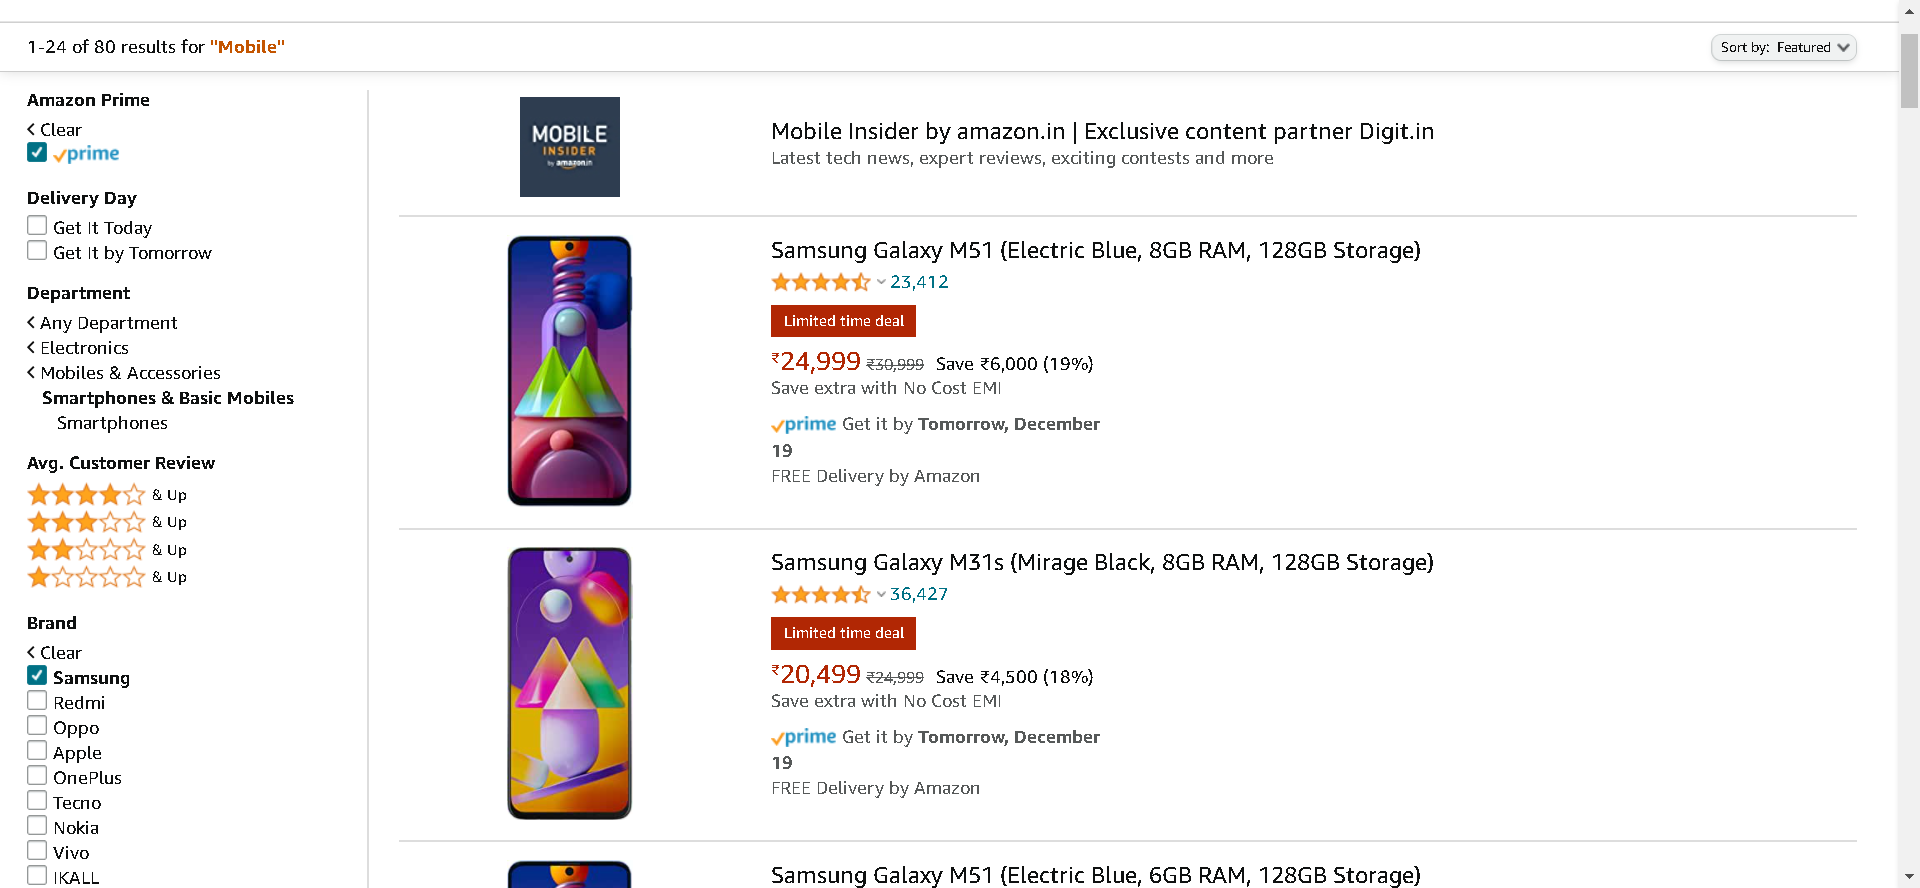 1-24 of 80 results for "Mobile"
Sort by: Featured
Amazon Prime
Clear
prime
Delivery Day
Get It Today
Get It by Tomorrow
Department
Any Department
Electronics
Mobiles & Accessories
Smartphones & Basic Mobiles
Smartphones
Avg. Customer Review
& Up
& Up
& Up
& Up
Brand
Clear
Samsung
Redmi
Oppo
Apple
OnePlus
Tecno
Nokia
Vivo
IKALL
MOBILE
INSIDER
by amazon.in
Mobile Insider by amazon.in | Exclusive content partner Digit.in
Latest tech news, expert reviews, exciting contests and more
Samsung Galaxy M51 (Electric Blue, 8GB RAM, 128GB Storage)
23,412
Limited time deal
₹24,999 ₹30,999 Save ₹6,000 (19%)
Save extra with No Cost EMI
prime Get it by Tomorrow, December
19
FREE Delivery by Amazon
Samsung Galaxy M31s (Mirage Black, 8GB RAM, 128GB Storage)
36,427
Limited time deal
₹20,499 ₹24,999 Save ₹4,500 (18%)
Save extra with No Cost EMI
prime Get it by Tomorrow, December
19
FREE Delivery by Amazon
Samsung Galaxy M51 (Electric Blue, 6GB RAM, 128GB Storage)